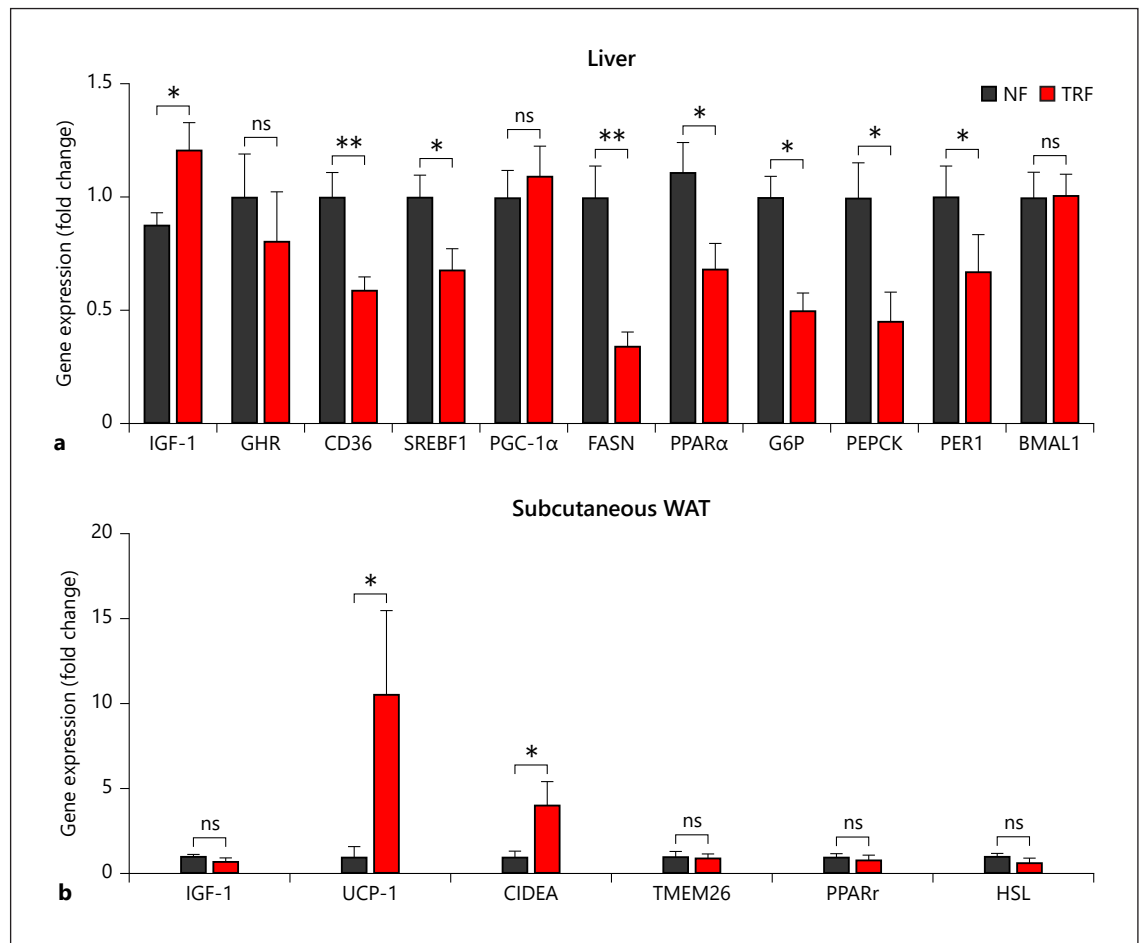 Liver
NF TRF
Gene expression (fold change)
1.5
1.0
0.5
0
* ns ** * ns ** * * * * ns
a
IGF-1 GHR CD36 SREBF1 PGC-1α FASN PPARα G6P PEPCK PER1 BMAL1
Subcutaneous WAT
Gene expression (fold change)
20
15
10
5
0
ns * * ns ns ns
b
IGF-1 UCP-1 CIDEA TMEM26 PPARr HSL